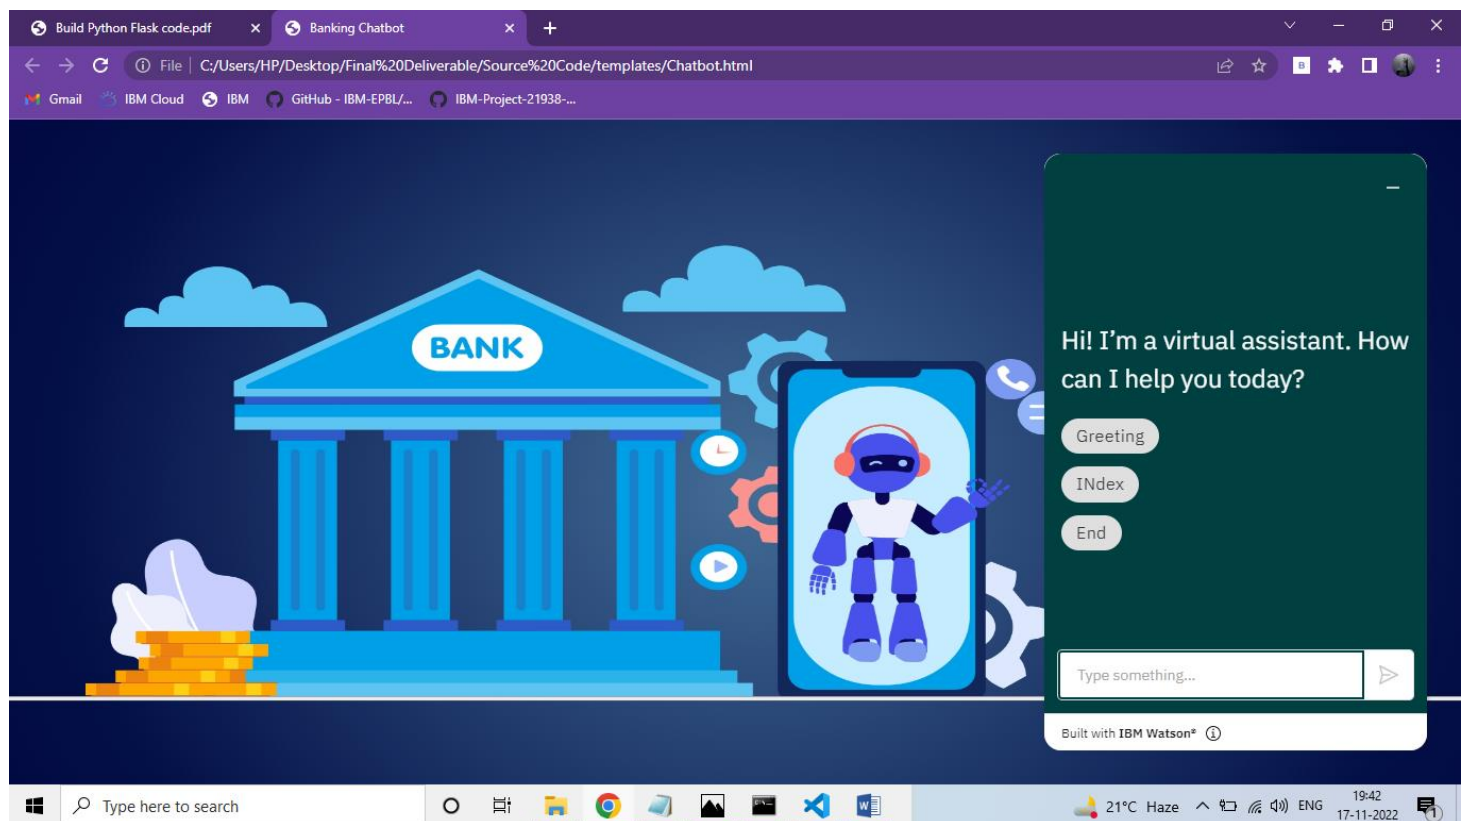 Build Python Flask code.pdf
Banking Chatbot
File
C:/Users/HP/Desktop/Final%20Deliverable/Source%20Code/templates/Chatbot.html
B
Gmail
IBM Cloud
IBM
GitHub - IBM-EPBL/...
IBM-Project-21938-...
BANK
Hi! I'm a virtual assistant. How
can I help you today?
Greeting
INdex
End
Type something...
Built with IBM Watson®
Type here to search
21°C Haze
ENG
19:42
17-11-2022
1